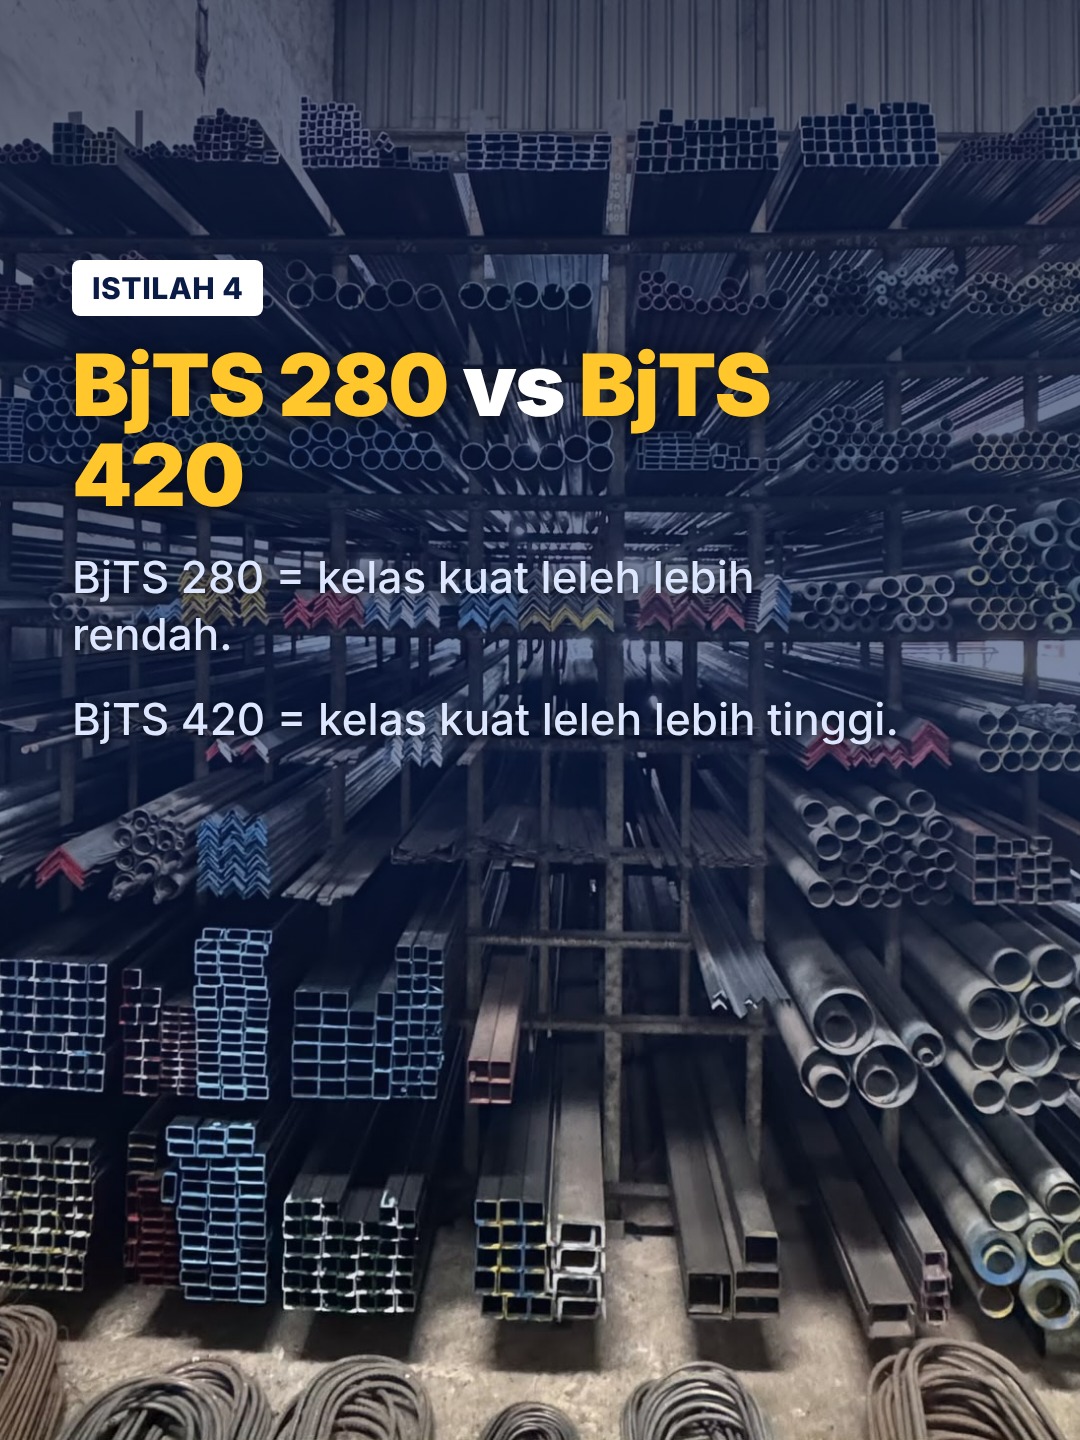 ISTILAH 4
BjTS 280 vs BjTS
420
BjTS 280 = kelas kuat leleh lebih
rendah.
BjTS 420 = kelas kuat leleh lebih tinggi.